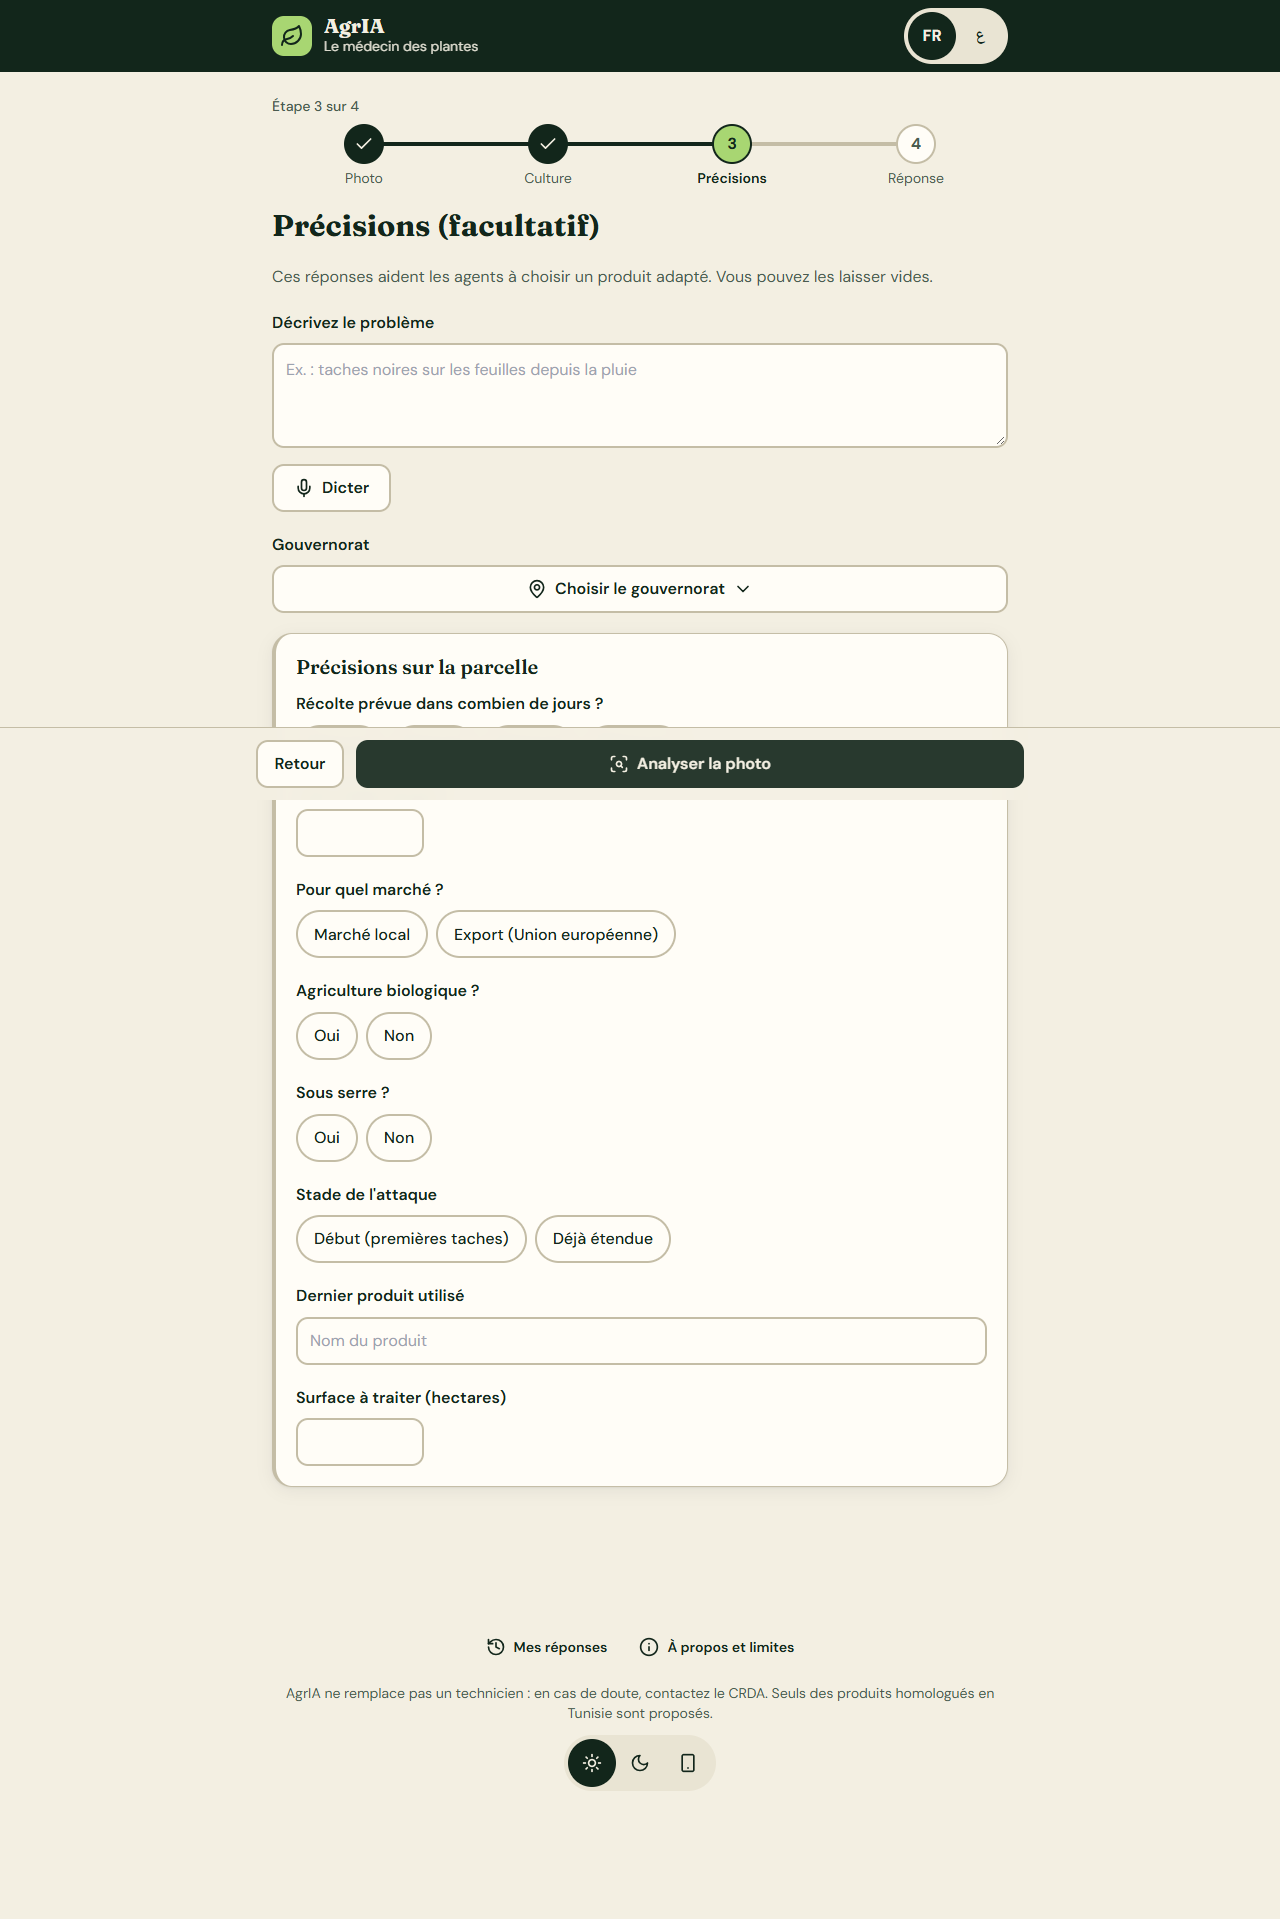 AgrIA
Le médecin des plantes
FR
ع
Étape 3 sur 4
3
4
Photo
Culture
Précisions
Réponse
Précisions (facultatif)
Ces réponses aident les agents à choisir un produit adapté. Vous pouvez les laisser vides.
Décrivez le problème
Ex. : taches noires sur les feuilles depuis la pluie
Dicter
Gouvernorat
Choisir le gouvernorat
Précisions sur la parcelle
Récolte prévue dans combien de jours ?
Retour
Analyser la photo
Pour quel marché ?
Marché local
Export (Union européenne)
Agriculture biologique ?
Oui
Non
Sous serre ?
Oui
Non
Stade de l'attaque
Début (premières taches)
Déjà étendue
Dernier produit utilisé
Nom du produit
Surface à traiter (hectares)
Mes réponses
À propos et limites
AgrIA ne remplace pas un technicien : en cas de doute, contactez le CRDA. Seuls des produits homologués en
Tunisie sont proposés.